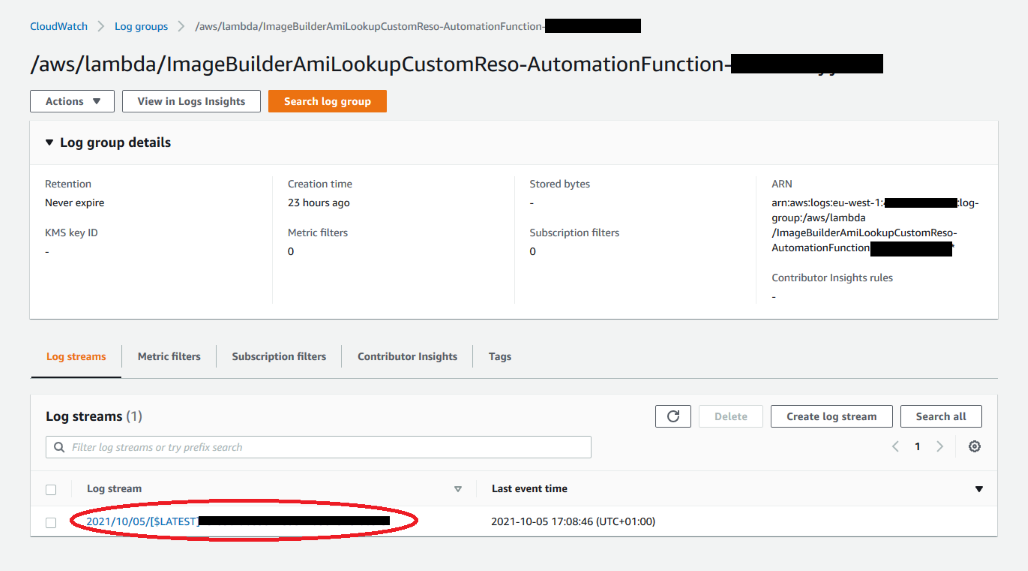 CloudWatch > Log groups > /aws/lambda/ImageBuilderAmiLookupCustomReso-AutomationFunction-
/aws/lambda/ImageBuilderAmiLookupCustomReso-AutomationFunction-
Actions ▼ View in Logs Insights Search log group
▼ Log group details
Retention Creation time Stored bytes ARN
Never expire 23 hours ago - arn:aws:logs:eu-west-1: :log-
group:/aws/lambda
KMS key ID Metric filters Subscription filters /ImageBuilderAmiLookupCustomReso-
- 0 0 AutomationFunction
Contributor Insights rules
-
Log streams Metric filters Subscription filters Contributor Insights Tags
Log streams (1) Delete Create log stream Search all
Filter log streams or try prefix search < 1 >
Log stream Last event time
2021/10/05/[$LATEST] 2021-10-05 17:08:46 (UTC+01:00)